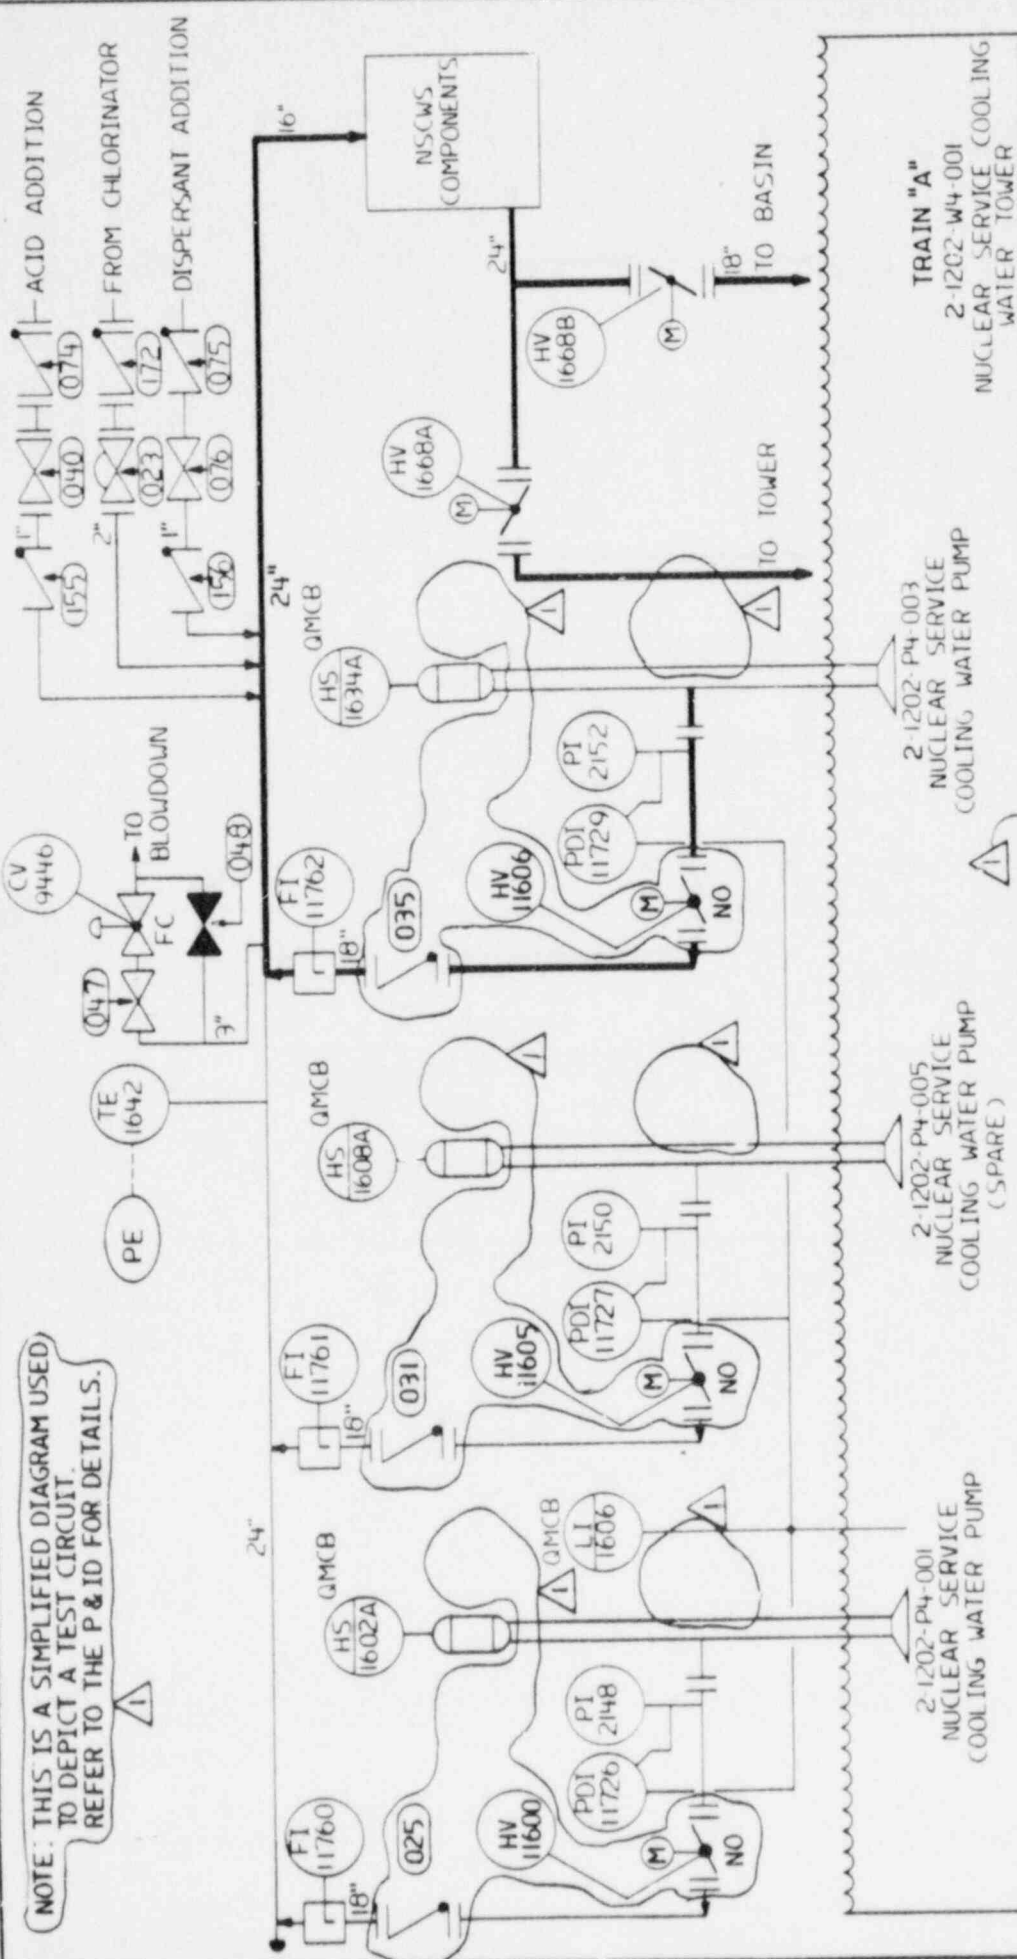 NOTE: THIS IS A SIMPLIFIED DIAGRAM USED
TO DEPICT A TEST CIRCUIT.
REFER TO THE P & ID FOR DETAILS.
1
PE
TE
1642
047
CV
9446
FC
TO
BLOWDOWN
048
3"
ACID ADDITION
FROM CHLORINATOR
DISPERSANT ADDITION
155
1"
040
074
2"
023
172
156
1"
076
075
24"
24"
16"
NSCWS
COMPONENTS
24"
HV
1668A
M
HV
1668B
M
18"
TO BASIN
TO TOWER
FI
11760
18"
025
HS
1602A
QMCB
HV
11600
M
NO
PDI
11726
PI
2148
QMCB
LI
1606
1
1
FI
11761
18"
031
HS
1608A
QMCB
HV
11605
M
NO
PDI
11727
PI
2150
1
1
FI
11762
18"
035
HS
1634A
QMCB
HV
11606
M
NO
PDI
11729
PI
2152
1
1
2-1202-P4-001
NUCLEAR SERVICE
COOLING WATER PUMP
2-1202-P4-005
NUCLEAR SERVICE
COOLING WATER PUMP
(SPARE)
1
2-1202-P4-003
NUCLEAR SERVICE
COOLING WATER PUMP
TRAIN "A"
2-1202-W4-001
NUCLEAR SERVICE COOLING
WATER TOWER